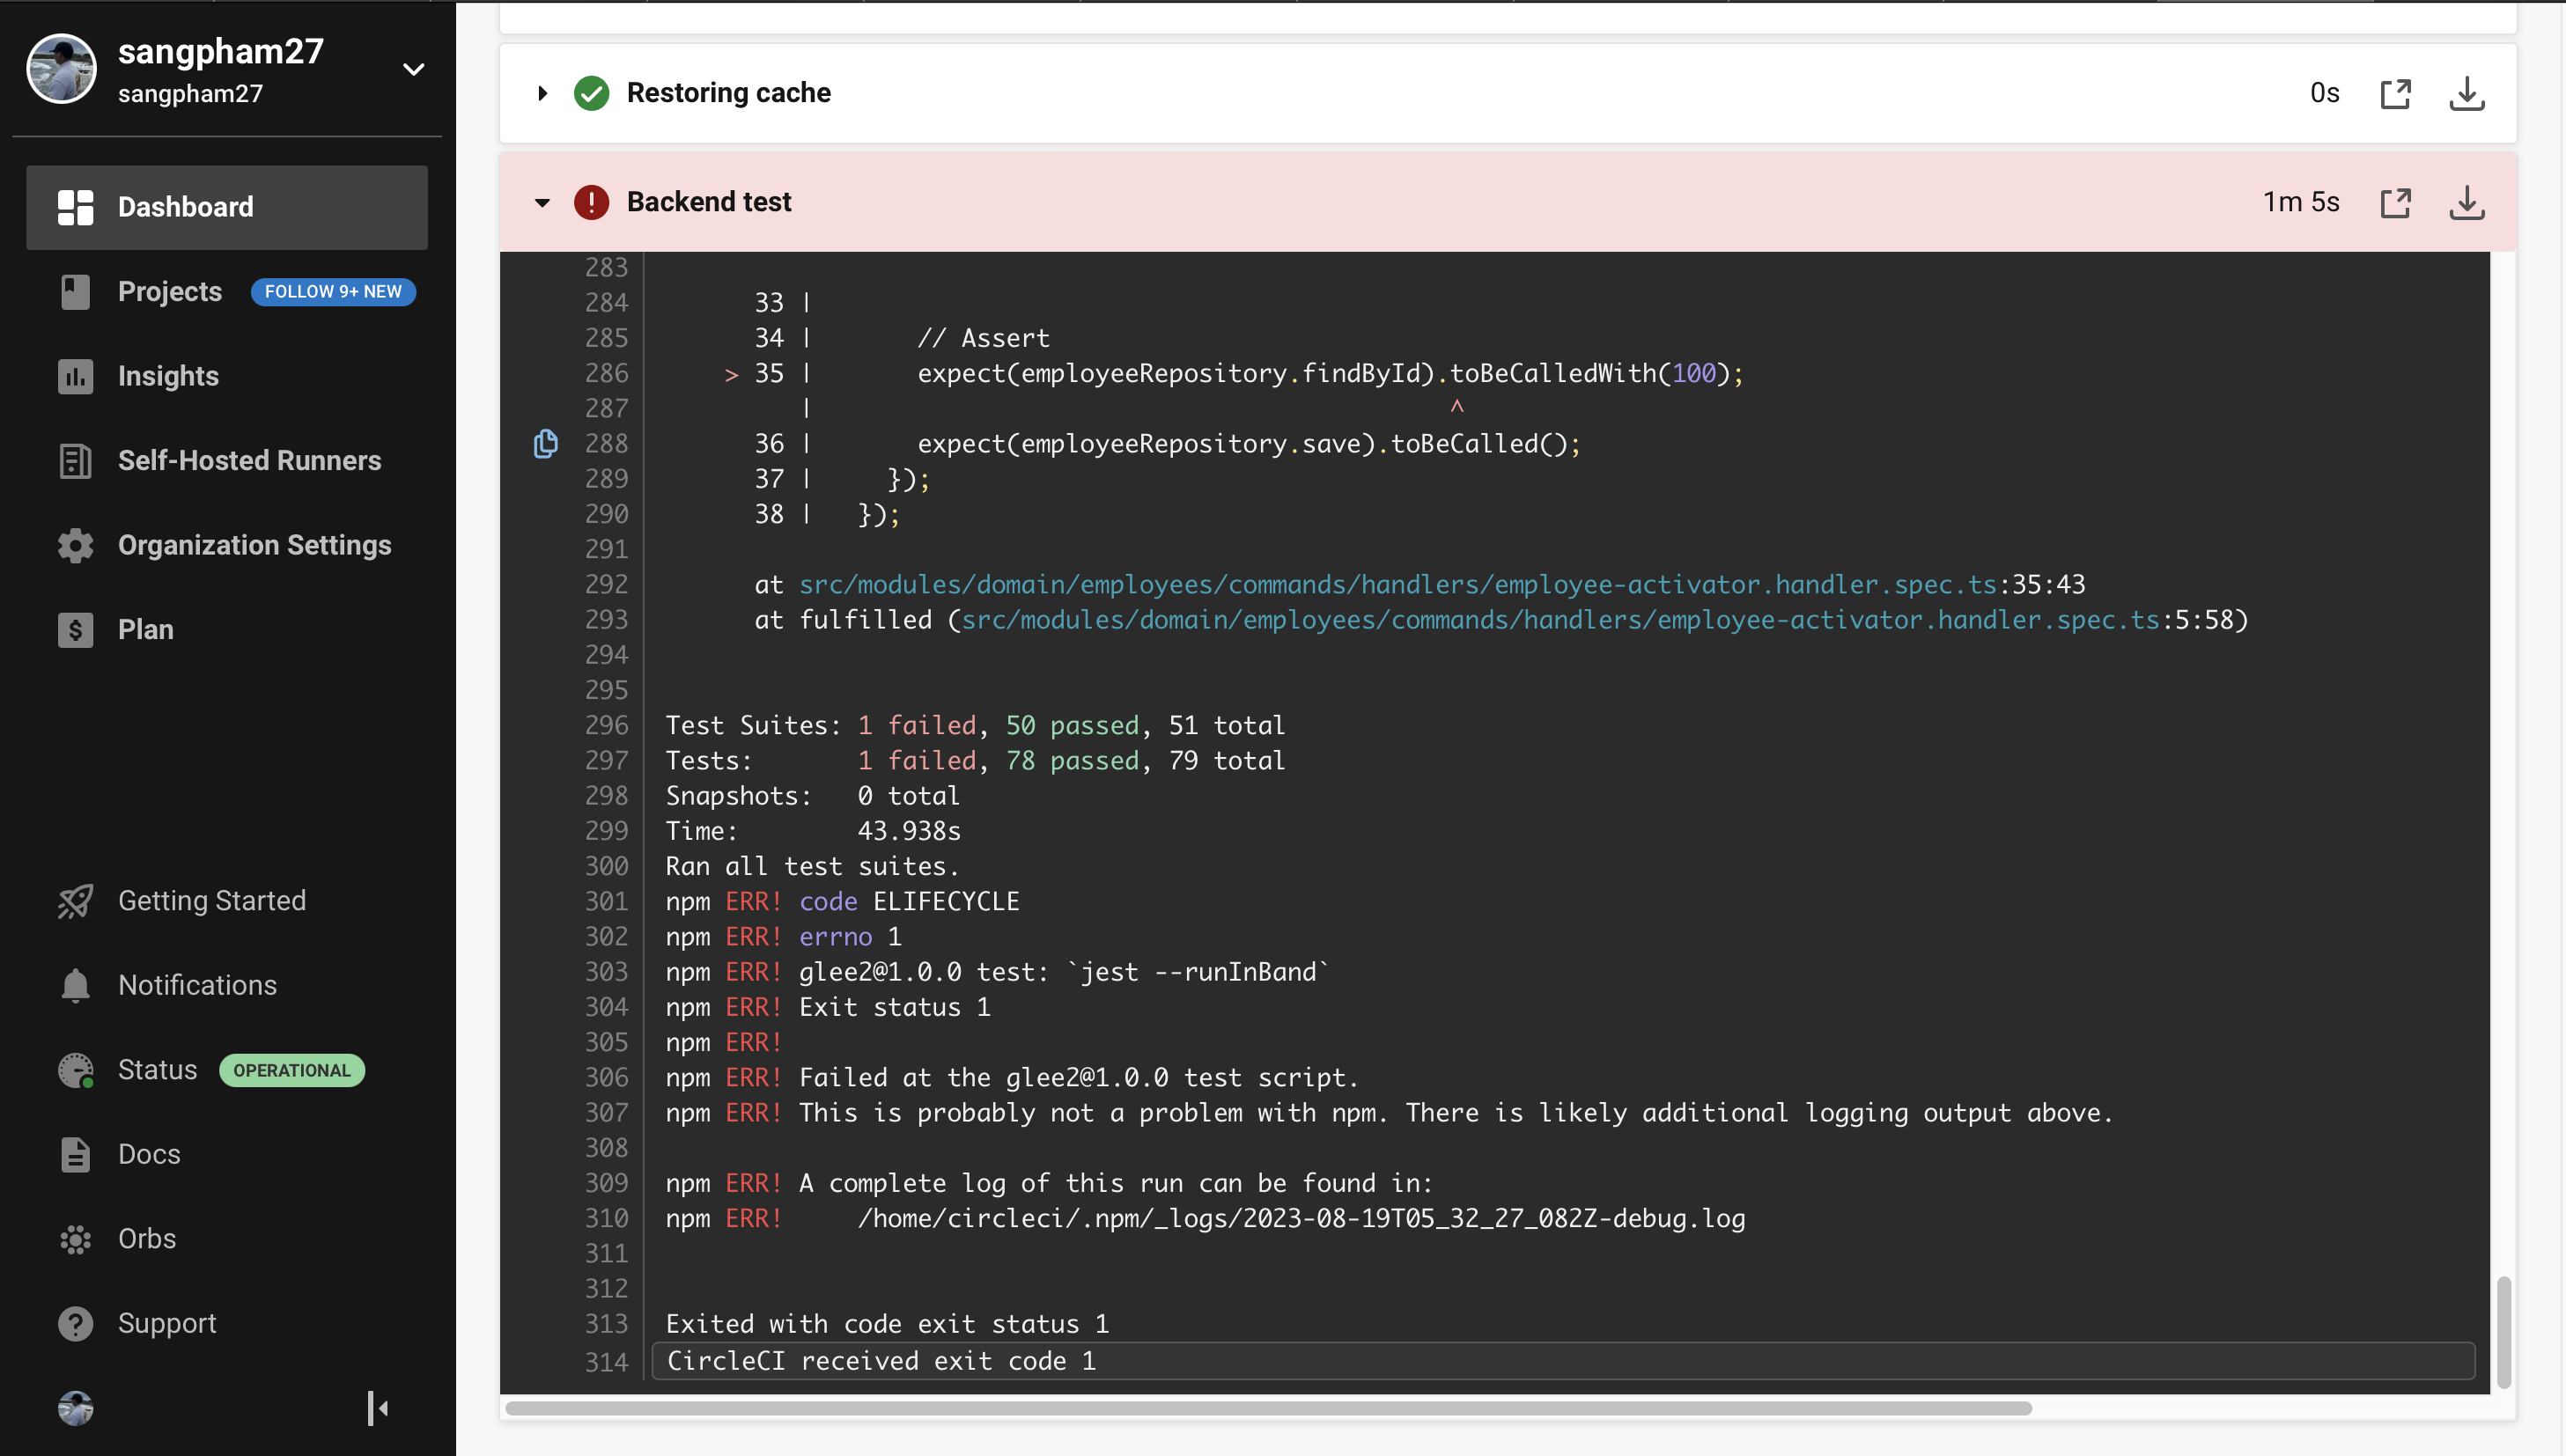 sangpham27
sangpham27
Dashboard
Projects FOLLOW 9+ NEW
Insights
Self-Hosted Runners
Organization Settings
Plan
Getting Started
Notifications
Status OPERATIONAL
Docs
Orbs
Support
Restoring cache 0s
Backend test 1m 5s
283
284 33 |
285 34 | // Assert
286 > 35 | expect(employeeRepository.findById).toBeCalledWith(100);
287 | ^
288 36 | expect(employeeRepository.save).toBeCalled();
289 37 | });
290 38 | });
291
292 at src/modules/domain/employees/commands/handlers/employee-activator.handler.spec.ts:35:43
293 at fulfilled (src/modules/domain/employees/commands/handlers/employee-activator.handler.spec.ts:5:58)
294
295
296 Test Suites: 1 failed, 50 passed, 51 total
297 Tests: 1 failed, 78 passed, 79 total
298 Snapshots: 0 total
299 Time: 43.938s
300 Ran all test suites.
301 npm ERR! code ELIFECYCLE
302 npm ERR! errno 1
303 npm ERR! glee2@1.0.0 test: `jest --runInBand`
304 npm ERR! Exit status 1
305 npm ERR!
306 npm ERR! Failed at the glee2@1.0.0 test script.
307 npm ERR! This is probably not a problem with npm. There is likely additional logging output above.
308
309 npm ERR! A complete log of this run can be found in:
310 npm ERR! /home/circleci/.npm/_logs/2023-08-19T05_32_27_082Z-debug.log
311
312
313 Exited with code exit status 1
314 CircleCI received exit code 1